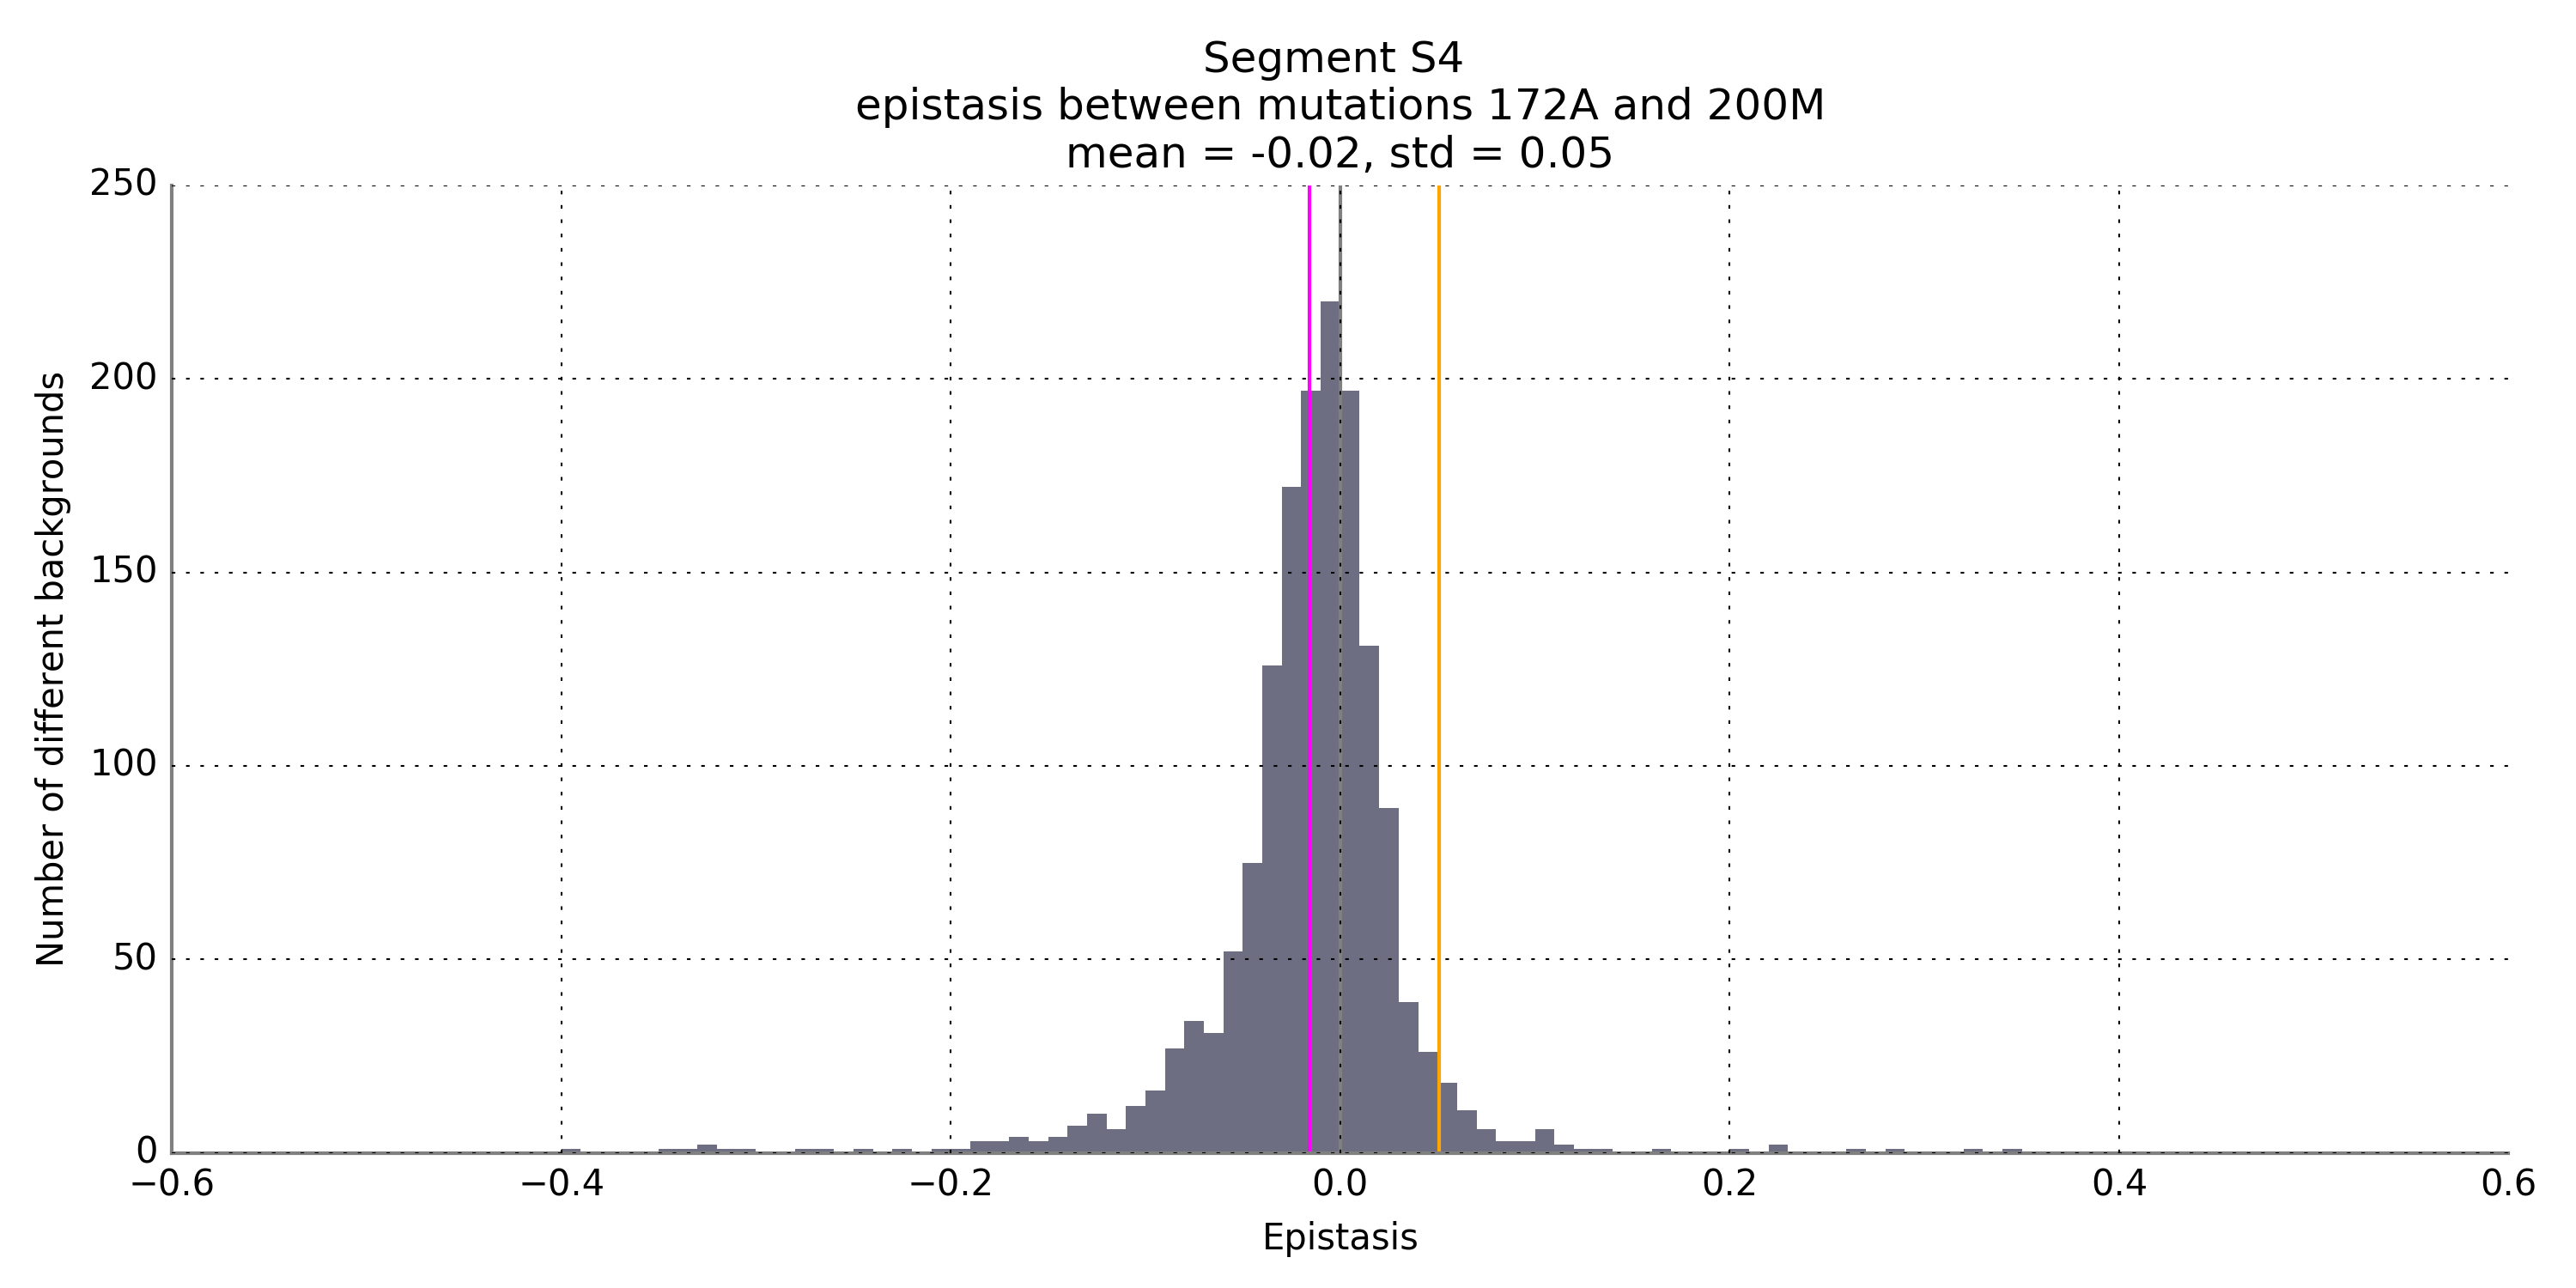 Segment S4
epistasis between mutations 172A and 200M
mean = -0.02, std = 0.05
250
200
150
100
50
0
Number of different backgrounds
−0.6 −0.4 −0.2 0.0 0.2 0.4 0.6
Epistasis